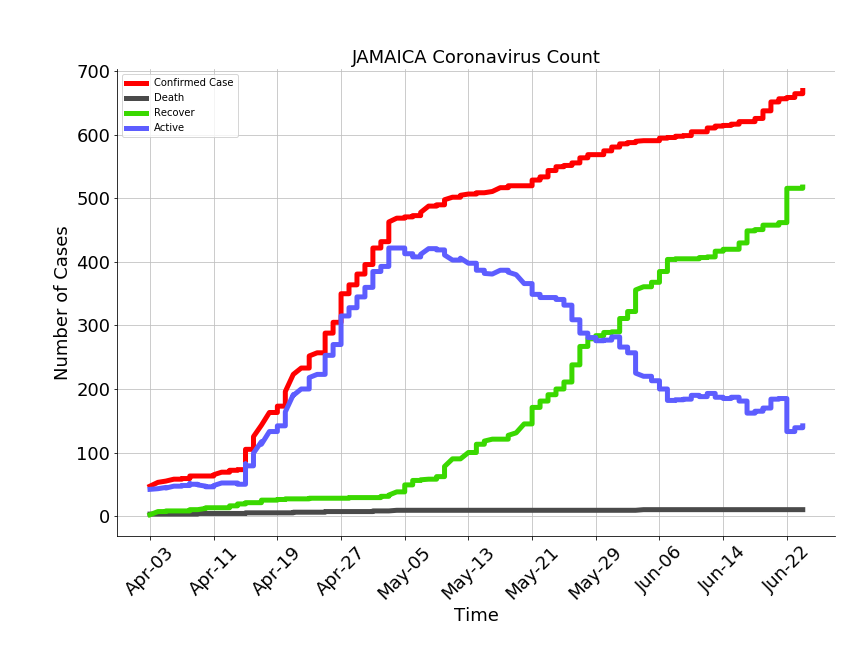 JAMAICA Coronavirus Count
Confirmed Case
Death
Recover
Active
Number of Cases
700
600
500
400
300
200
100
0
Apr-03
Apr-11
Apr-19
Apr-27
May-05
May-13
May-21
May-29
Jun-06
Jun-14
Jun-22
Time